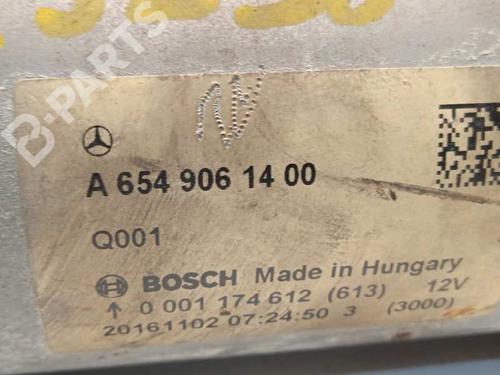 B-PARTS
A 654 906 14 00
Q001
BOSCH Made in Hungary
0 001 174 612 (613) 12V
20161102 07:24:50 3 (3000)